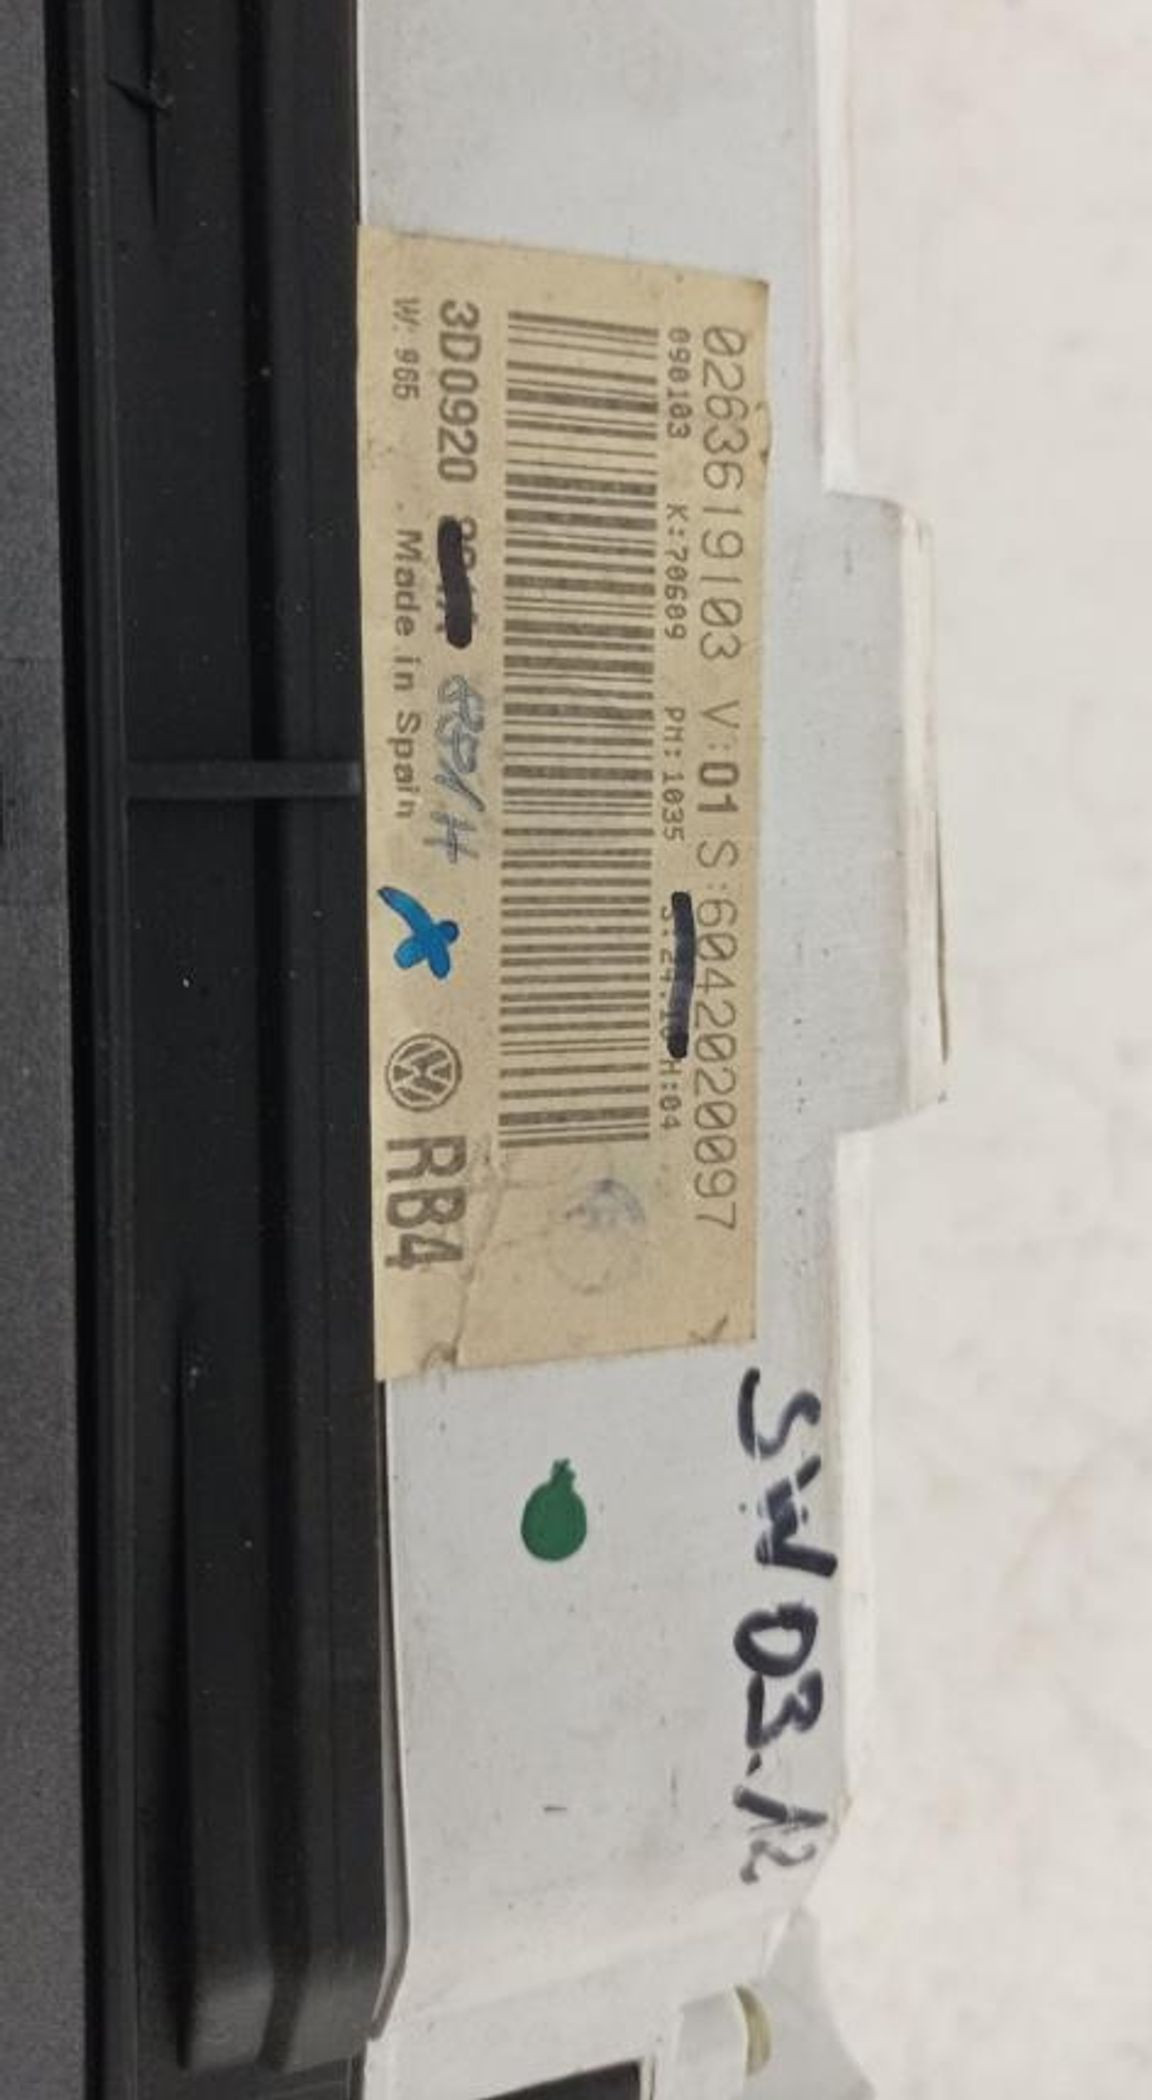 0263619103 V:01 S:6042020097
090103 K:70609 PM:1035 H:04
3D0920
W.965 Made in Spain RB4
SW 03.12